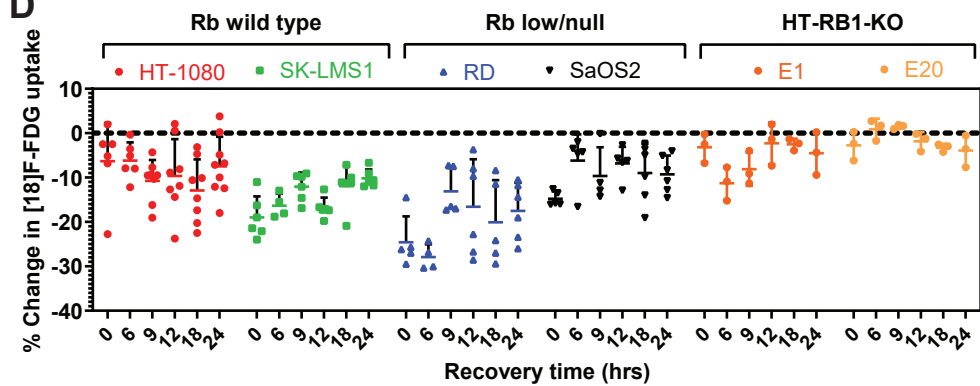 D
Rb wild type Rb low/null HT-RB1-KO
HT-1080 SK-LMS1 RD SaOS2 E1 E20
% Change in [18]F-FDG uptake
10
0
-10
-20
-30
-40
0 6 9 12 18 24 0 6 9 12 18 24 0 6 9 12 18 24 0 6 9 12 18 24 0 6 9 12 18 24 0 6 9 12 18 24
Recovery time (hrs)